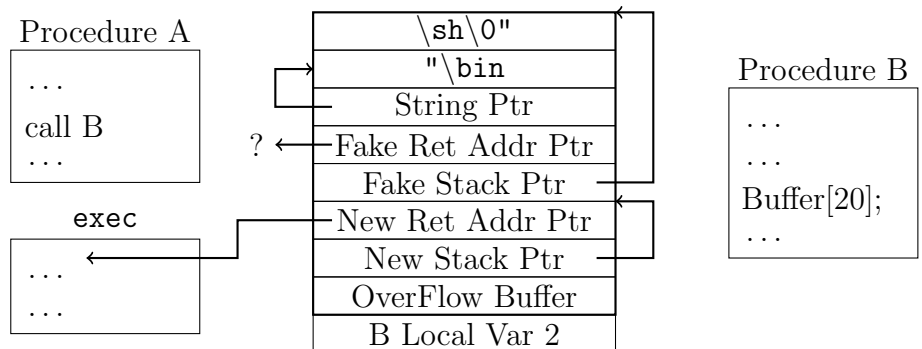 Procedure A
...
call B
...
exec
...
...
\sh\0"
"\bin
String Ptr
? Fake Ret Addr Ptr
Fake Stack Ptr
New Ret Addr Ptr
New Stack Ptr
OverFlow Buffer
B Local Var 2
Procedure B
...
...
Buffer[20];
...